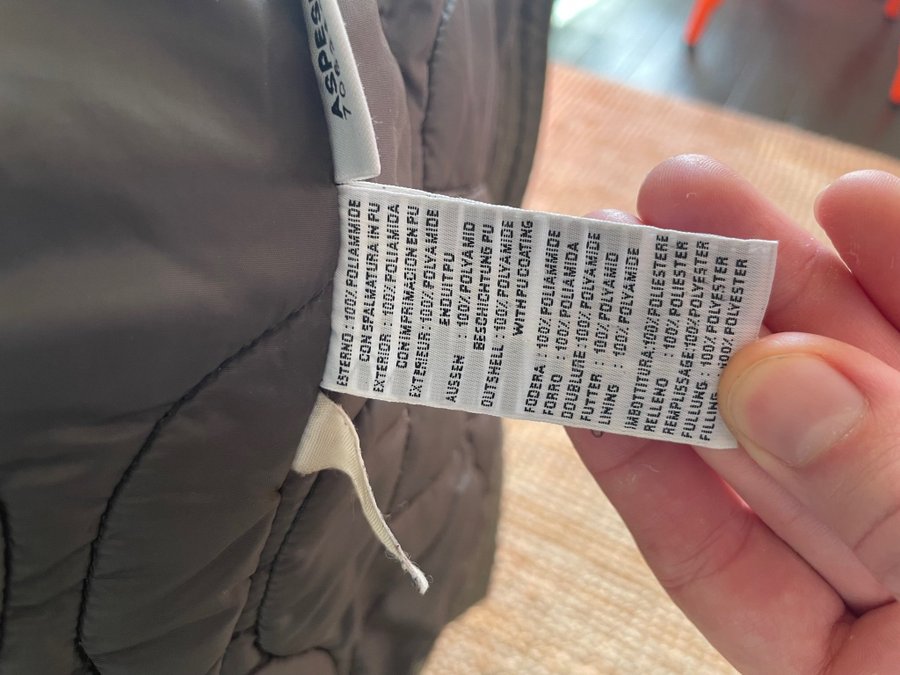 ASPES
ESTERNO : 100% POLIAMMIDE
CON SPALMATURA IN PU
EXTERIOR : 100% POLIAMIDA
CON IMPRIMACION EN PU
EXTERIEUR : 100% POLYAMIDE
ENDUIT PU
AUSSEN : 100% POLYAMID
BESCHICHTUNG PU
OUTSHELL : 100% POLYAMIDE
WITH PU COATING
FODERA : 100% POLIAMMIDE
FORRO : 100% POLIAMIDA
DOUBLURE : 100% POLYAMIDE
FUTTER : 100% POLYAMIDE
LINING : 100% POLYAMIDE
IMBOTTITURA : 100% POLIESTERE
RELLENO : 100% POLIESTER
REMPLISSAGE : 100% POLYESTER
FULLUNG : 100% POLYESTER
FILLING : 100% POLYESTER